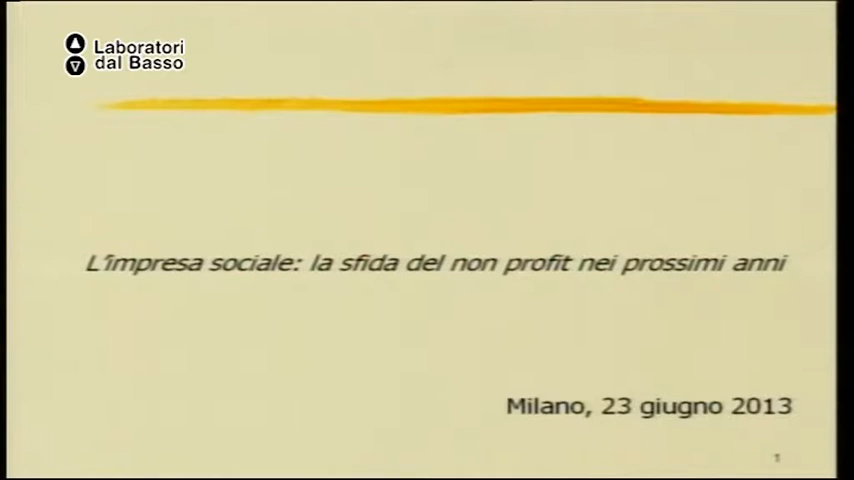 Laboratori
dal Basso
L'impresa sociale: la sfida del non profit nei prossimi anni
Milano, 23 giugno 2013
1